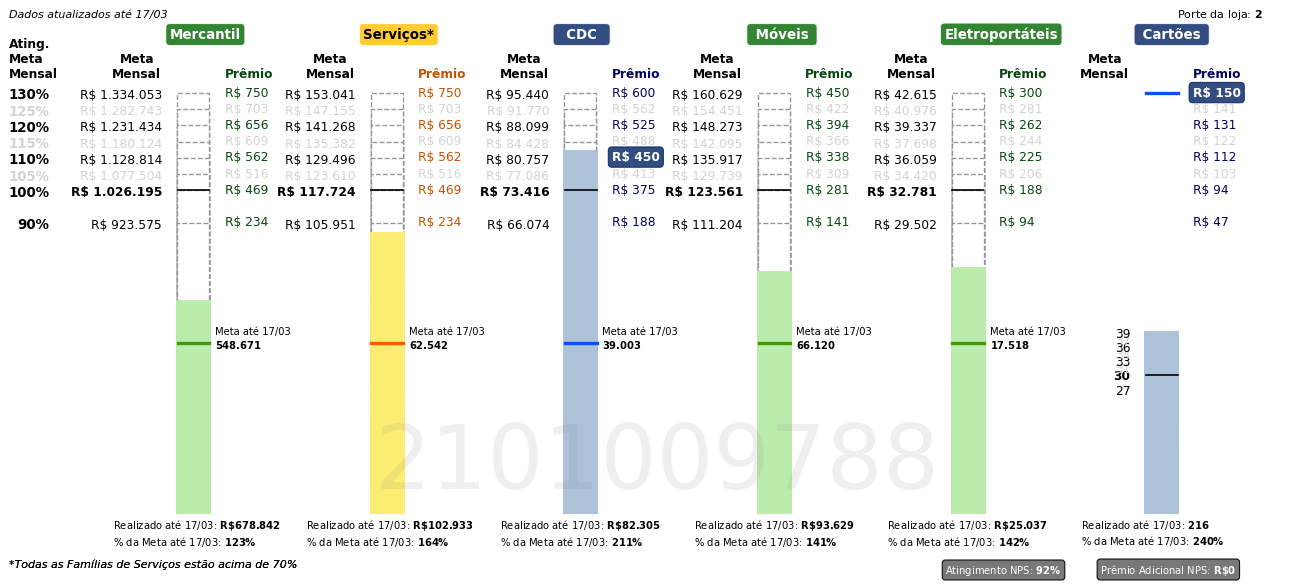 Dados atualizados até 17/03
Porte da loja: 2
Mercantil Serviços* CDC Móveis Eletroportáteis Cartões
Ating. Meta Mensal
Meta Mensal Prêmio Meta Mensal Prêmio Meta Mensal Prêmio Meta Mensal Prêmio Meta Mensal Prêmio Meta Mensal Prêmio
130% R$ 1.334.053 R$ 750 R$ 153.041 R$ 750 R$ 95.440 R$ 600 R$ 160.629 R$ 450 R$ 42.615 R$ 300 R$ 150
125% R$ 1.282.743 R$ 703 R$ 147.155 R$ 703 R$ 91.770 R$ 562 R$ 154.451 R$ 422 R$ 40.976 R$ 281 R$ 141
120% R$ 1.231.434 R$ 656 R$ 141.268 R$ 656 R$ 88.099 R$ 525 R$ 148.273 R$ 394 R$ 39.337 R$ 262 R$ 131
115% R$ 1.180.124 R$ 609 R$ 135.382 R$ 609 R$ 84.428 R$ 488 R$ 142.095 R$ 366 R$ 37.698 R$ 244 R$ 122
110% R$ 1.128.814 R$ 562 R$ 129.496 R$ 562 R$ 80.757 R$ 450 R$ 135.917 R$ 338 R$ 36.059 R$ 225 R$ 112
105% R$ 1.077.504 R$ 516 R$ 123.610 R$ 516 R$ 77.086 R$ 413 R$ 129.739 R$ 309 R$ 34.420 R$ 206 R$ 103
100% R$ 1.026.195 R$ 469 R$ 117.724 R$ 469 R$ 73.416 R$ 375 R$ 123.561 R$ 281 R$ 32.781 R$ 188 R$ 94
90% R$ 923.575 R$ 234 R$ 105.951 R$ 234 R$ 66.074 R$ 188 R$ 111.204 R$ 141 R$ 29.502 R$ 94 R$ 47
Meta até 17/03 Meta até 17/03 Meta até 17/03 Meta até 17/03 Meta até 17/03
548.671 62.542 39.003 66.120 17.518
39
36
33
30
27
2101009788
Realizado até 17/03: R$678.842 Realizado até 17/03: R$102.933 Realizado até 17/03: R$82.305 Realizado até 17/03: R$93.629 Realizado até 17/03: R$25.037 Realizado até 17/03: 216
% da Meta até 17/03: 123% % da Meta até 17/03: 164% % da Meta até 17/03: 211% % da Meta até 17/03: 141% % da Meta até 17/03: 142% % da Meta até 17/03: 240%
*Todas as Famílias de Serviços estão acima de 70%
Atingimento NPS: 92% Prêmio Adicional NPS: R$0